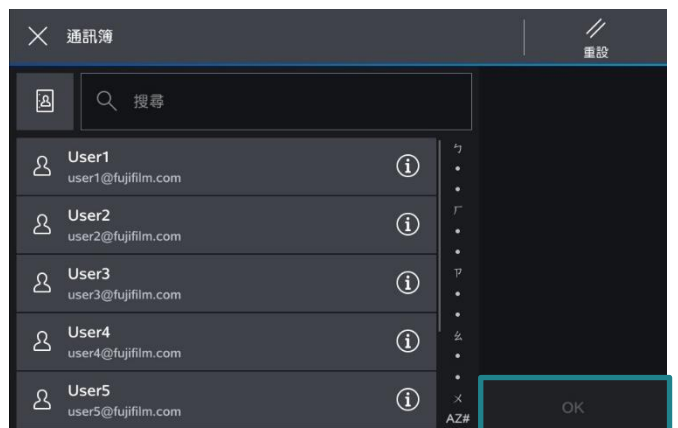 通訊簿
重設
搜尋
User1
user1@fujifilm.com
User2
user2@fujifilm.com
User3
user3@fujifilm.com
User4
user4@fujifilm.com
User5
user5@fujifilm.com
ㄅ
ㄏ
ㄗ
ㄠ
ㄨ
AZ#
OK